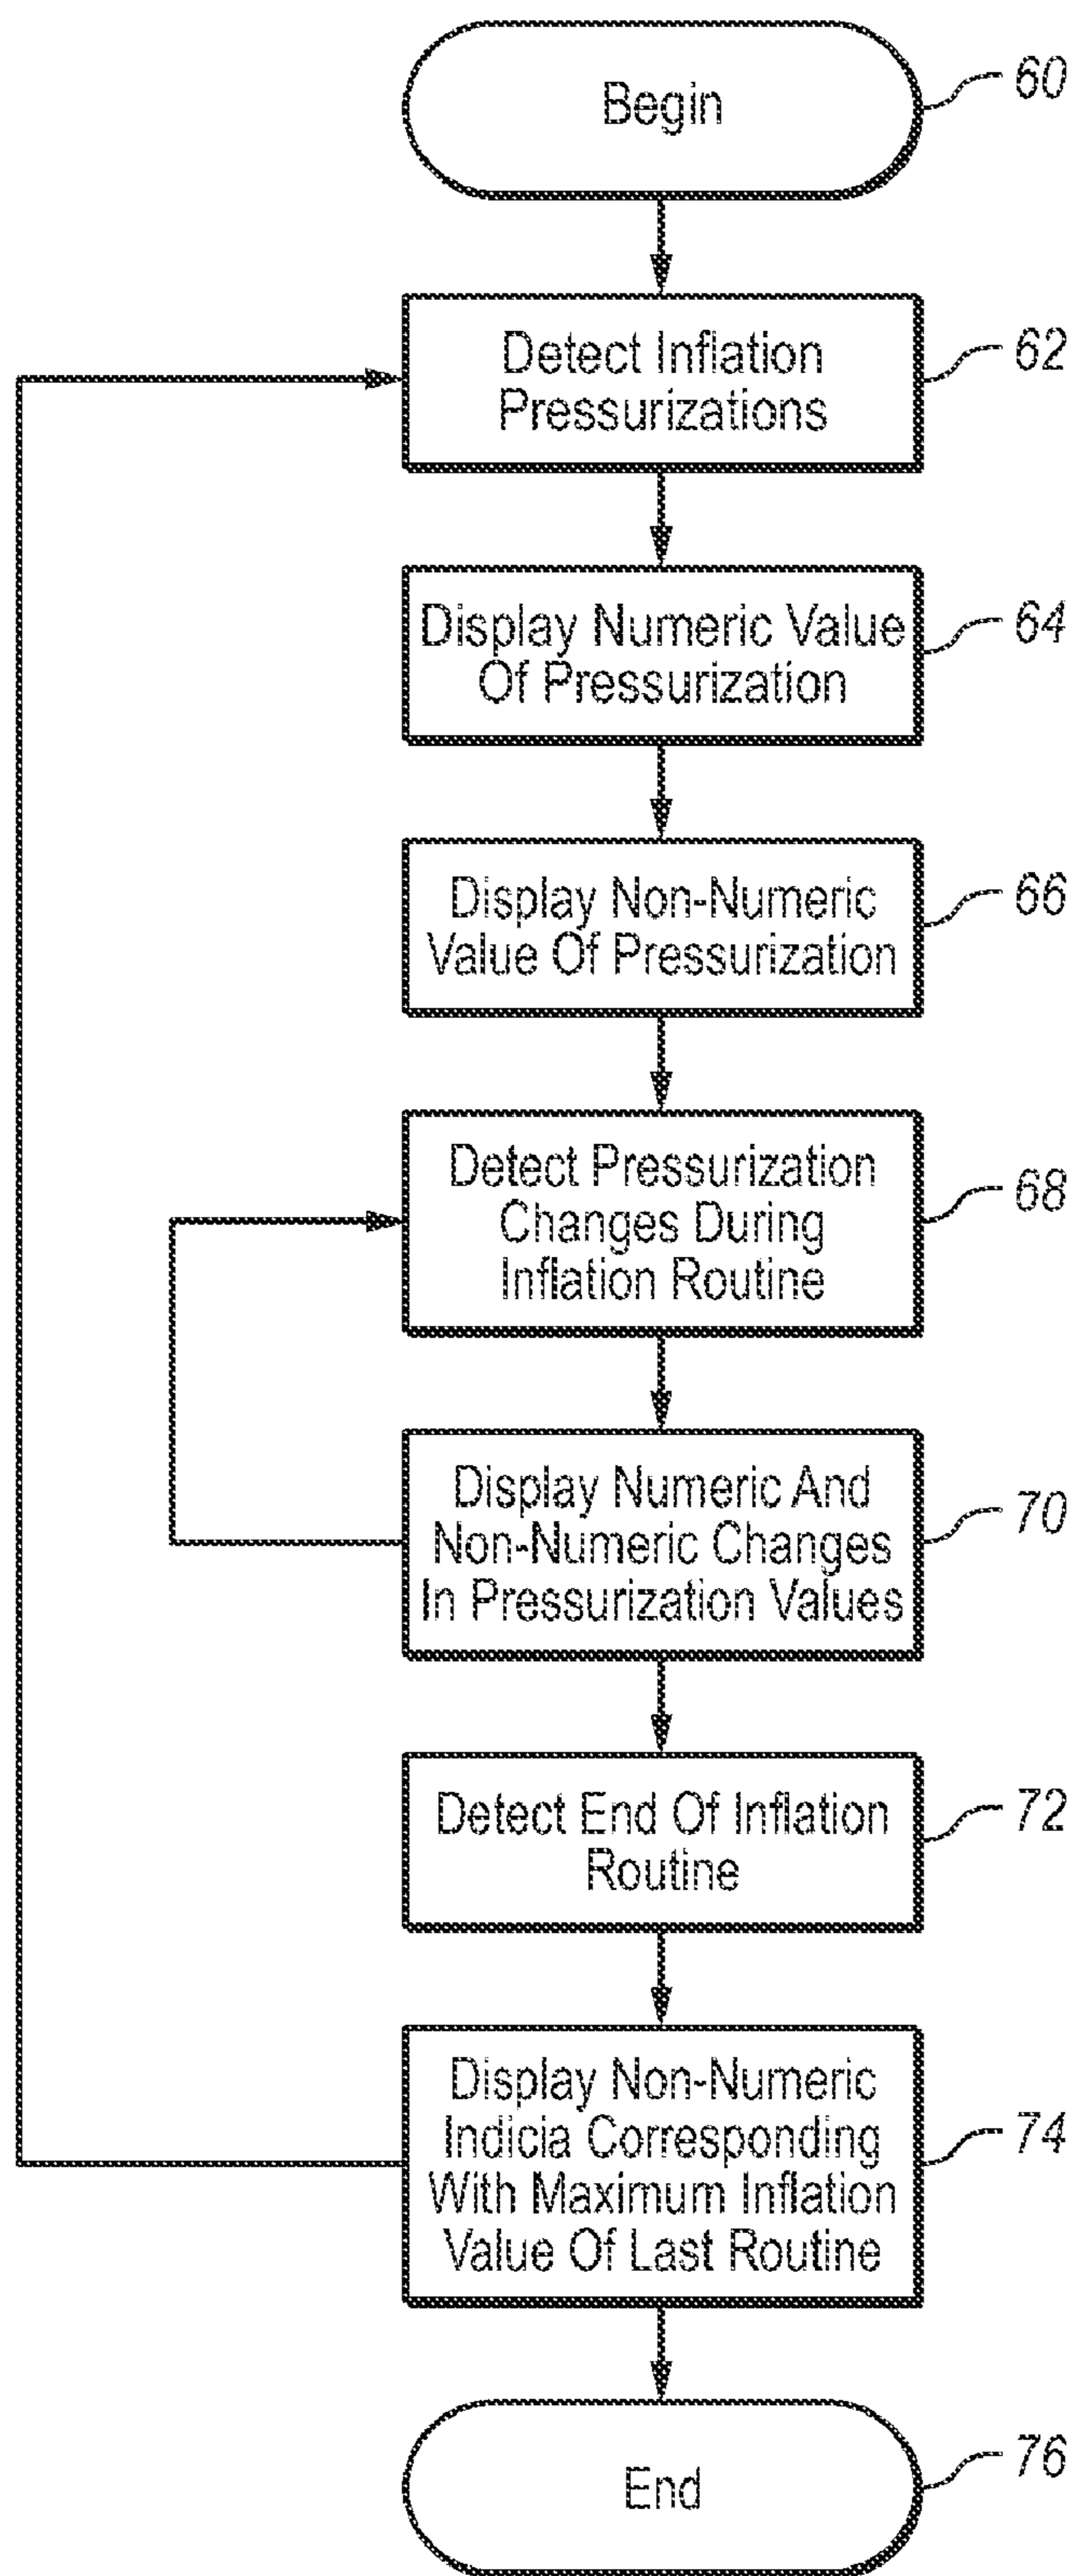 Begin
60
Detect Inflation
Pressurizations
62
Display Numeric Value
Of Pressurization
64
Display Non-Numeric
Value Of Pressurization
66
Detect Pressurization
Changes During
Inflation Routine
68
Display Numeric And
Non-Numeric Changes
In Pressurization Values
70
Detect End Of Inflation
Routine
72
Display Non-Numeric
Indicia Corresponding
With Maximum Inflation
Value Of Last Routine
74
End
76